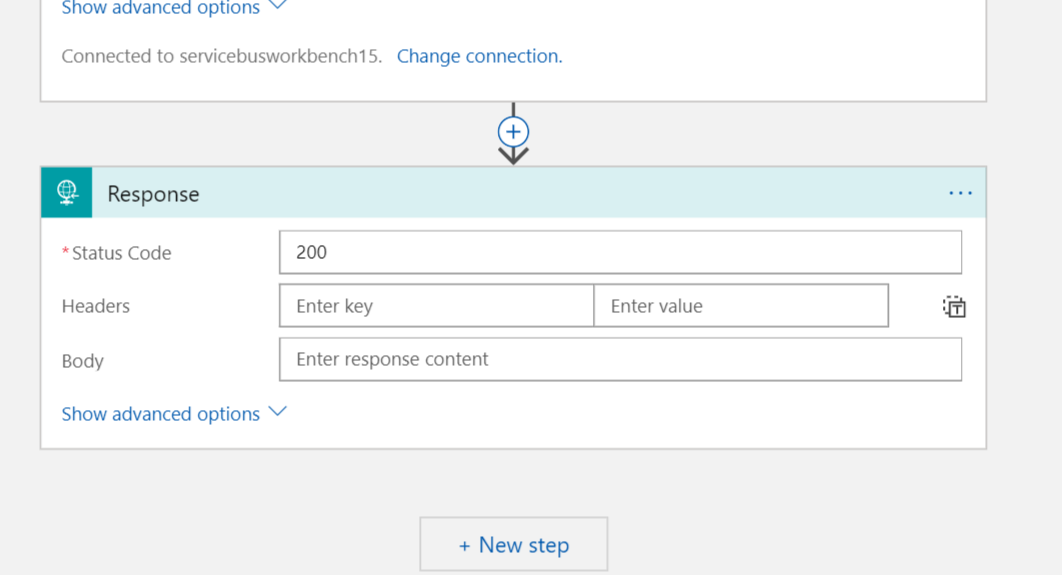 Show advanced options
Connected to servicebusworkbench15. Change connection.
Response
* Status Code 200
Headers Enter key Enter value
Body Enter response content
Show advanced options
+ New step